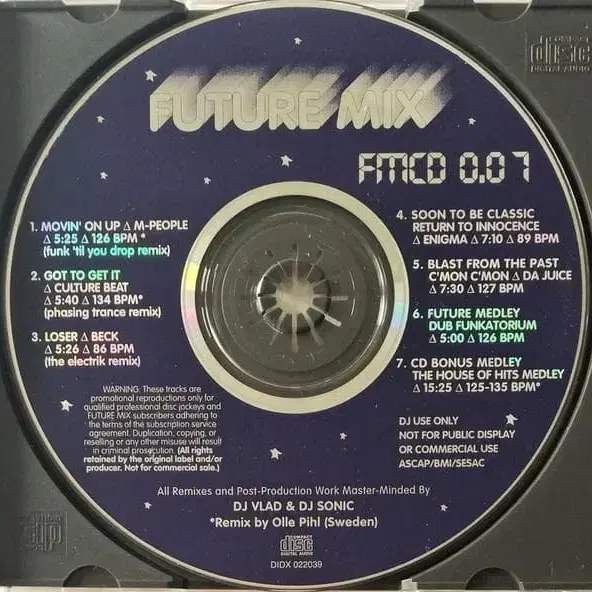 COMPACT
disc
DIGITAL AUDIO
FUTURE MIX
FMCD 0.07
1. MOVIN' ON UP Δ M-PEOPLE
Δ 5:25 Δ 126 BPM *
(funk 'til you drop remix)
2. GOT TO GET IT
Δ CULTURE BEAT
Δ 5:40 Δ 134 BPM*
(phasing trance remix)
3. LOSER Δ BECK
Δ 5:26 Δ 86 BPM
(the electrik remix)
4. SOON TO BE CLASSIC
RETURN TO INNOCENCE
Δ ENIGMA Δ 7:10 Δ 89 BPM
5. BLAST FROM THE PAST
C'MON C'MON Δ DA JUICE
Δ 7:30 Δ 127 BPM
6. FUTURE MEDLEY
DUB FUNKATORIUM
Δ 5:00 Δ 126 BPM
7. CD BONUS MEDLEY
THE HOUSE OF HITS MEDLEY
Δ 15:25 Δ 125-135 BPM*
WARNING: These tracks are
promotional reproductions only for
qualified professional disc jockeys and
FUTURE MIX subscribers adhering to
the terms of the subscription service
agreement. Duplication, copying, or
reselling or any other misuse will result
in criminal prosecution. (All rights
retained by the original label and/or
producer. Not for commercial sale.)
DJ USE ONLY
NOT FOR PUBLIC DISPLAY
OR COMMERCIAL USE
ASCAP/BMI/SESAC
All Remixes and Post-Production Work Master-Minded By
DJ VLAD & DJ SONIC
*Remix by Olle Pihl (Sweden)
COMPACT
disc
DIGITAL AUDIO
DIDX 022039